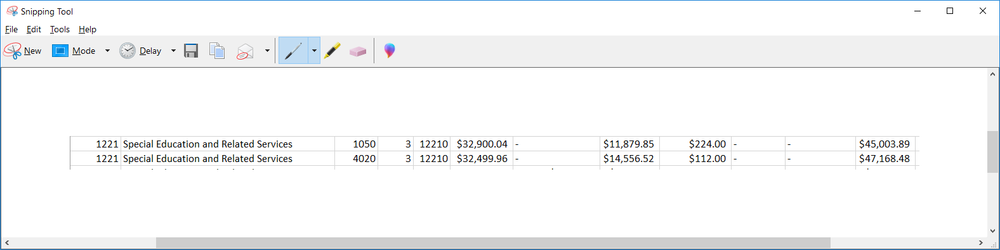 Snipping Tool
File Edit Tools Help
New Mode Delay
1221 Special Education and Related Services 1050 3 12210 $32,900.04 - $11,879.85 $224.00 - - $45,003.89
1221 Special Education and Related Services 4020 3 12210 $32,499.96 - $14,556.52 $112.00 - - $47,168.48